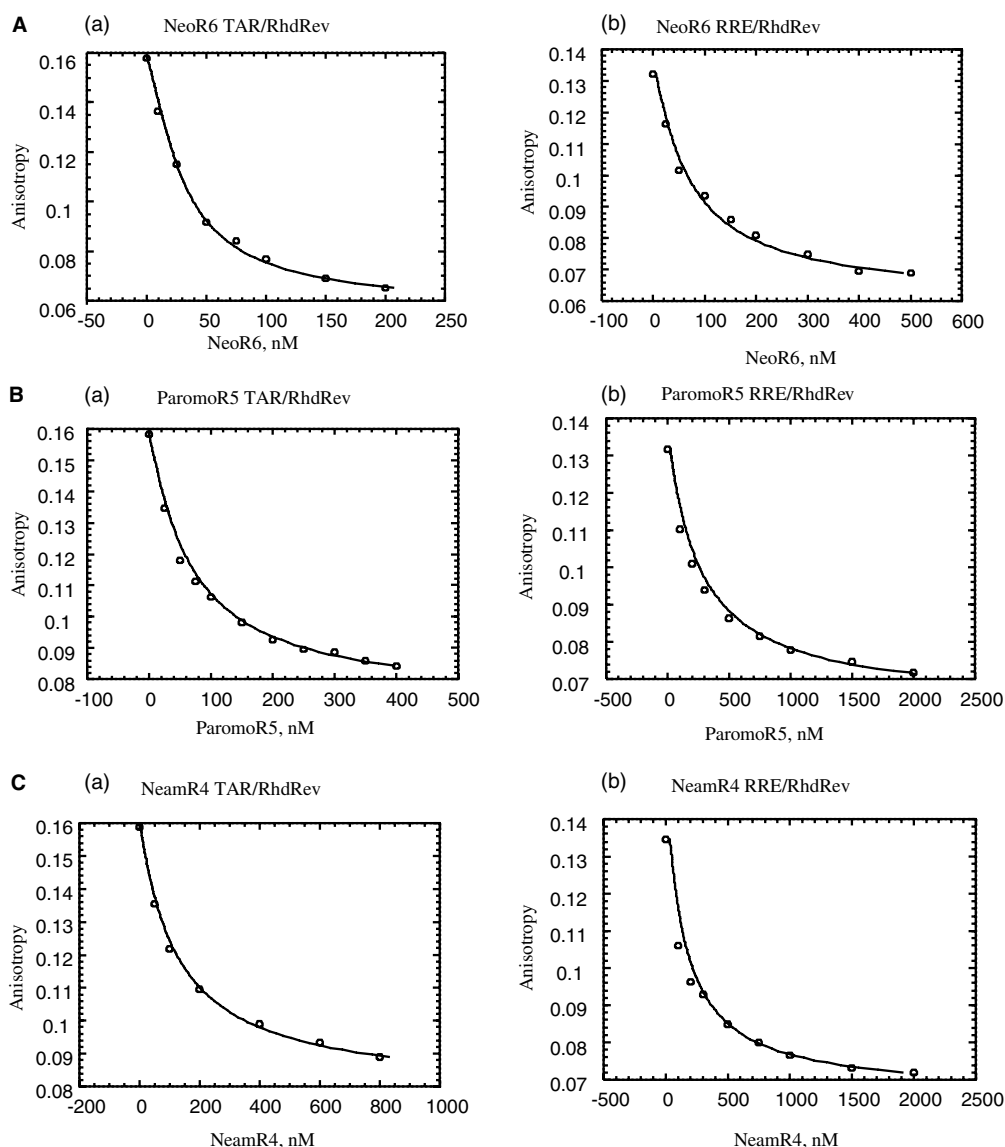 A (a) NeoR6 TAR/RhdRev
0.16
0.14
0.12
0.1
0.08
0.06
Anisotropy
-50 0 50 100 150 200 250
NeoR6, nM
(b) NeoR6 RRE/RhdRev
0.14
0.13
0.12
0.11
0.1
0.09
0.08
0.07
0.06
Anisotropy
-100 0 100 200 300 400 500 600
NeoR6, nM
B (a) ParomoR5 TAR/RhdRev
0.16
0.15
0.14
0.13
0.12
0.11
0.1
0.09
0.08
Anisotropy
-100 0 100 200 300 400 500
ParomoR5, nM
(b) ParomoR5 RRE/RhdRev
0.14
0.13
0.12
0.11
0.1
0.09
0.08
0.07
Anisotropy
-500 0 500 1000 1500 2000 2500
ParomoR5, nM
C (a) NeamR4 TAR/RhdRev
0.16
0.15
0.14
0.13
0.12
0.11
0.1
0.09
0.08
Anisotropy
-200 0 200 400 600 800 1000
NeamR4, nM
(b) NeamR4 RRE/RhdRev
0.14
0.13
0.12
0.11
0.1
0.09
0.08
0.07
Anisotropy
-500 0 500 1000 1500 2000 2500
NeamR4, nM